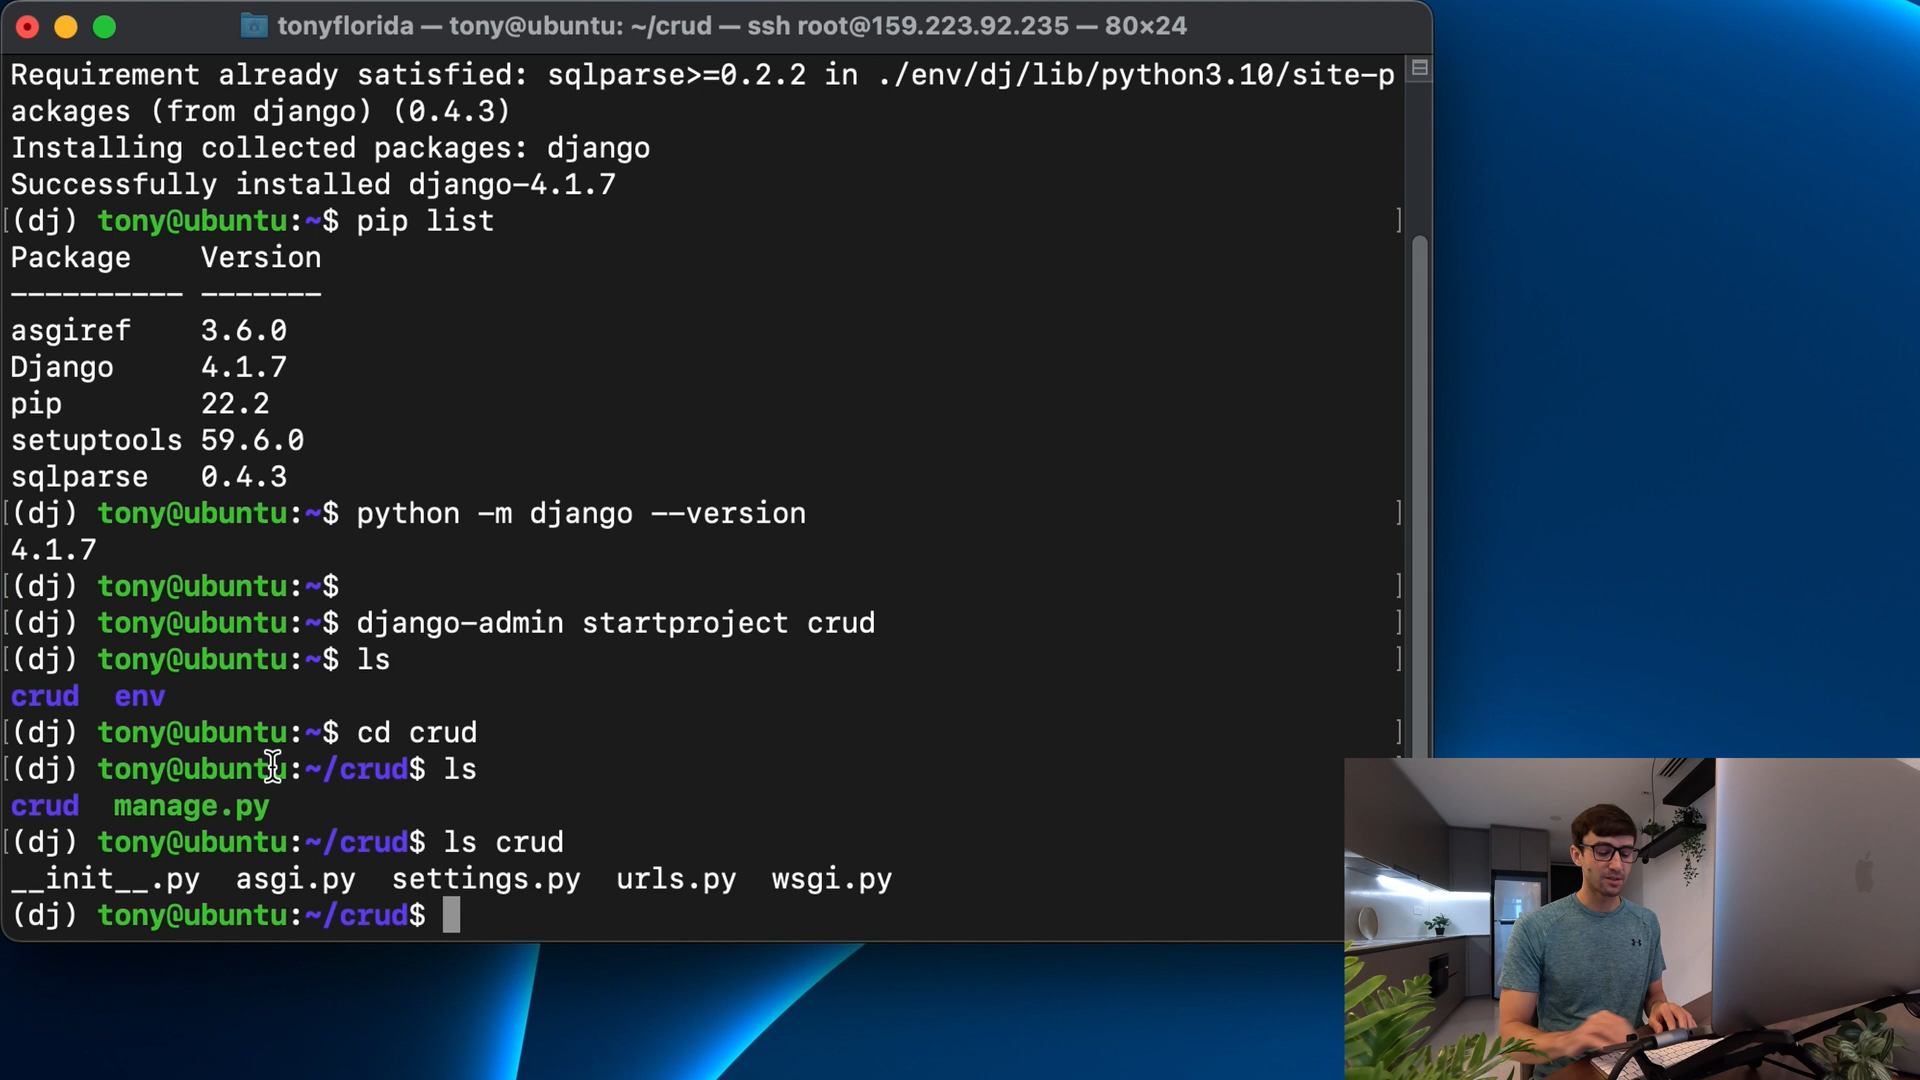 tonyflorida — tony@ubuntu: ~/crud — ssh root@159.223.92.235 — 80×24
Requirement already satisfied: sqlparse>=0.2.2 in ./env/dj/lib/python3.10/site-p
ackages (from django) (0.4.3)
Installing collected packages: django
Successfully installed django-4.1.7
[(dj) tony@ubuntu:~$ pip list ]
Package    Version
---------- -------
asgiref    3.6.0
Django     4.1.7
pip        22.2
setuptools 59.6.0
sqlparse   0.4.3
[(dj) tony@ubuntu:~$ python -m django --version ]
4.1.7
[(dj) tony@ubuntu:~$ ]
[(dj) tony@ubuntu:~$ django-admin startproject crud ]
[(dj) tony@ubuntu:~$ ls ]
crud  env
[(dj) tony@ubuntu:~$ cd crud ]
[(dj) tony@ubuntu:~/crud$ ls
crud  manage.py
[(dj) tony@ubuntu:~/crud$ ls crud
__init__.py  asgi.py  settings.py  urls.py  wsgi.py
(dj) tony@ubuntu:~/crud$